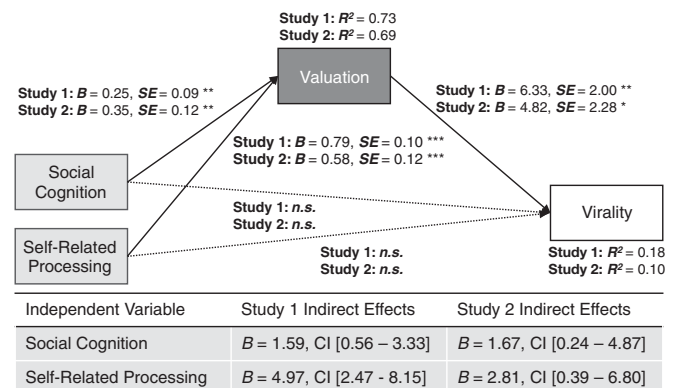 Study 1: R² = 0.73
Study 2: R² = 0.69
Valuation
Study 1: B = 0.25, SE = 0.09 **
Study 2: B = 0.35, SE = 0.12 **
Study 1: B = 6.33, SE = 2.00 **
Study 2: B = 4.82, SE = 2.28 *
Study 1: B = 0.79, SE = 0.10 ***
Study 2: B = 0.58, SE = 0.12 ***
Social
Cognition
Study 1: n.s.
Study 2: n.s.
Virality
Self-Related
Processing
Study 1: n.s.
Study 2: n.s.
Study 1: R² = 0.18
Study 2: R² = 0.10
Independent Variable Study 1 Indirect Effects Study 2 Indirect Effects
Social Cognition B = 1.59, CI [0.56 – 3.33] B = 1.67, CI [0.24 – 4.87]
Self-Related Processing B = 4.97, CI [2.47 - 8.15] B = 2.81, CI [0.39 – 6.80]